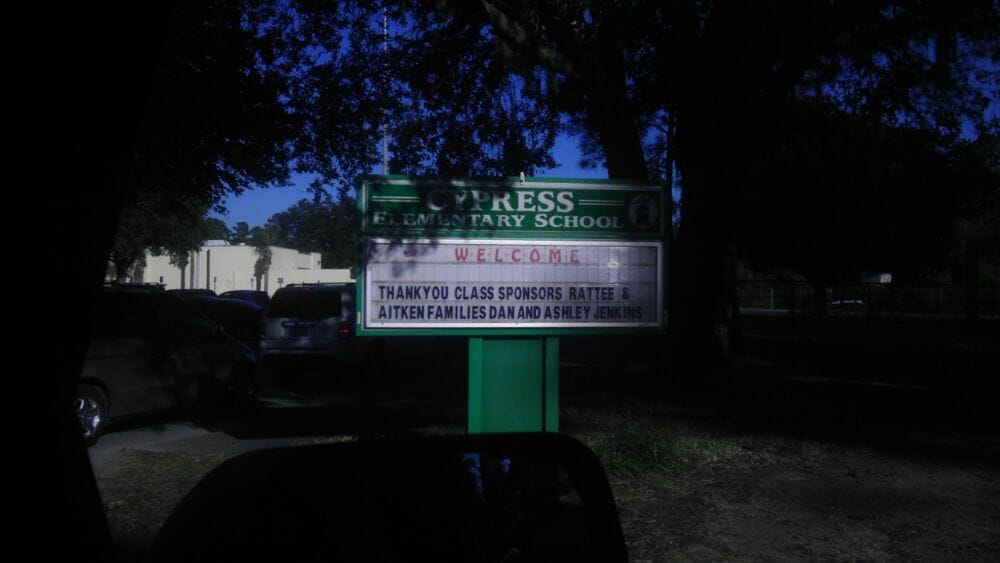 CYPRESS
ELEMENTARY SCHOOL
WELCOME
THANKYOU CLASS SPONSORS RATTEE &
AITKEN FAMILIES DAN AND ASHLEY JENKINS